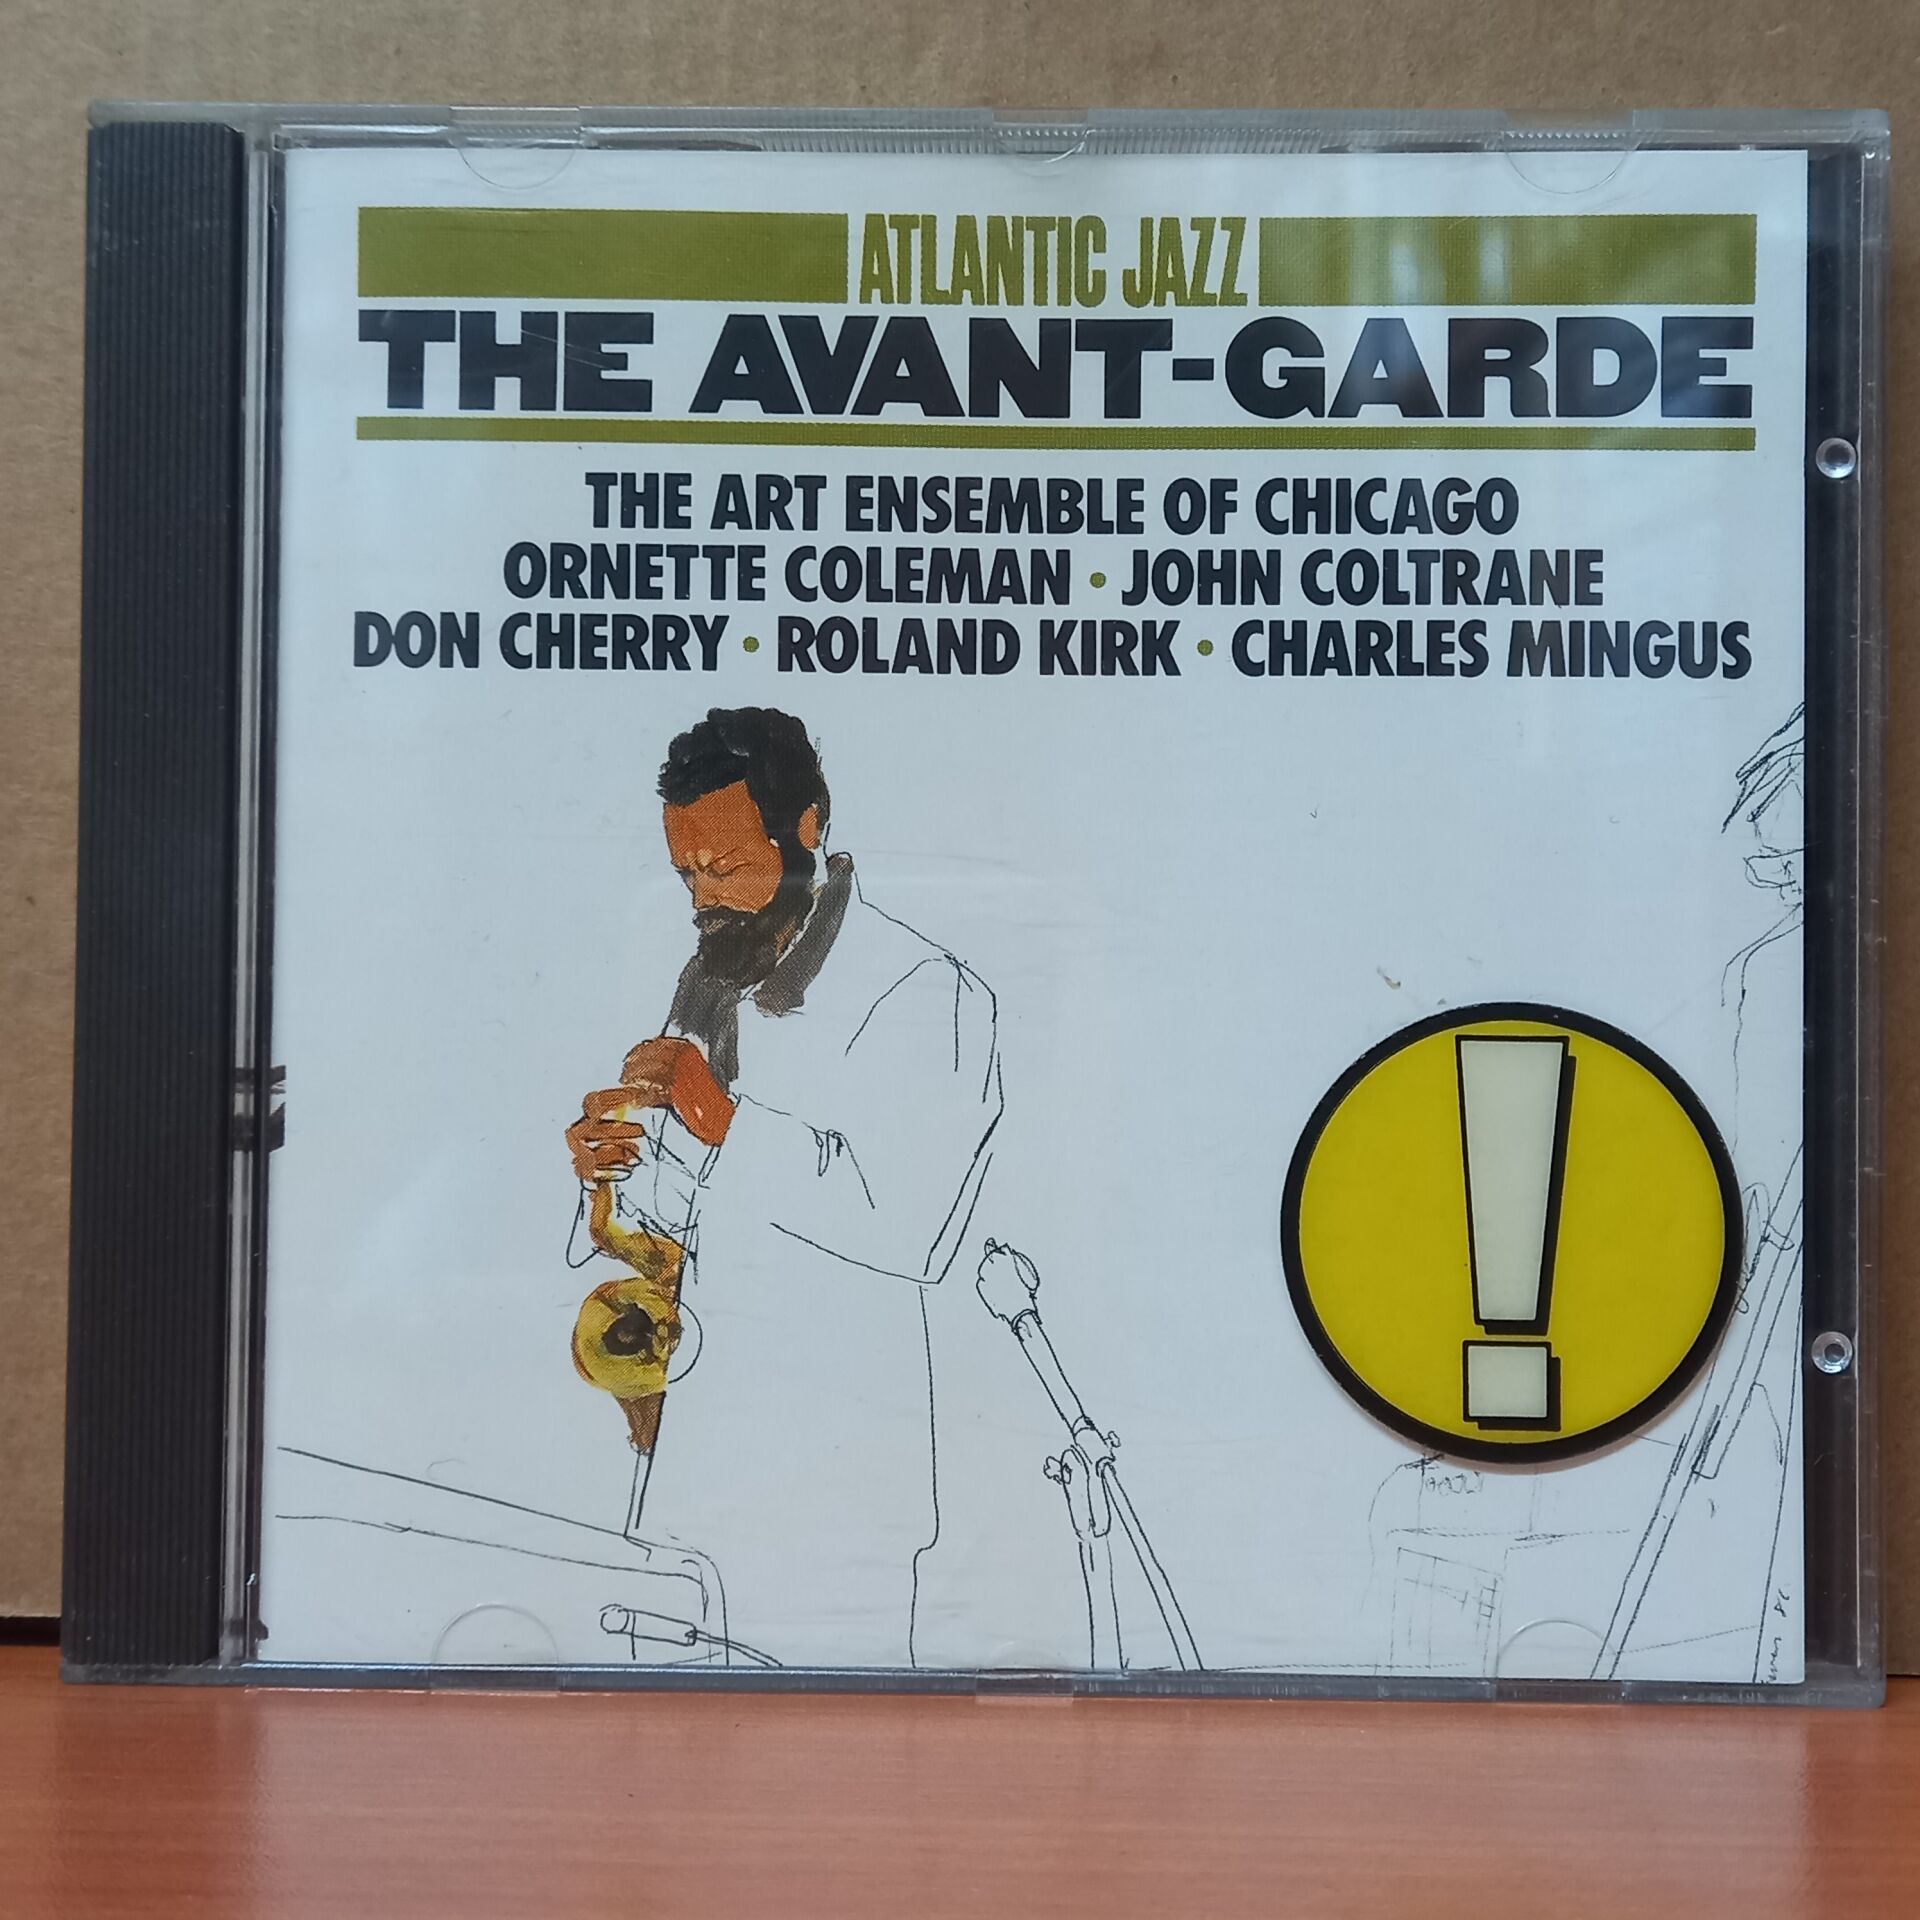 ATLANTIC JAZZ
THE AVANT-GARDE
THE ART ENSEMBLE OF CHICAGO
ORNETTE COLEMAN • JOHN COLTRANE
DON CHERRY • ROLAND KIRK • CHARLES MINGUS
!